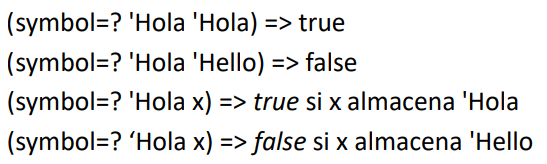 (symbol=? 'Hola 'Hola) => true
(symbol=? 'Hola 'Hello) => false
(symbol=? 'Hola x) => true si x almacena 'Hola
(symbol=? ‘Hola x) => false si x almacena 'Hello